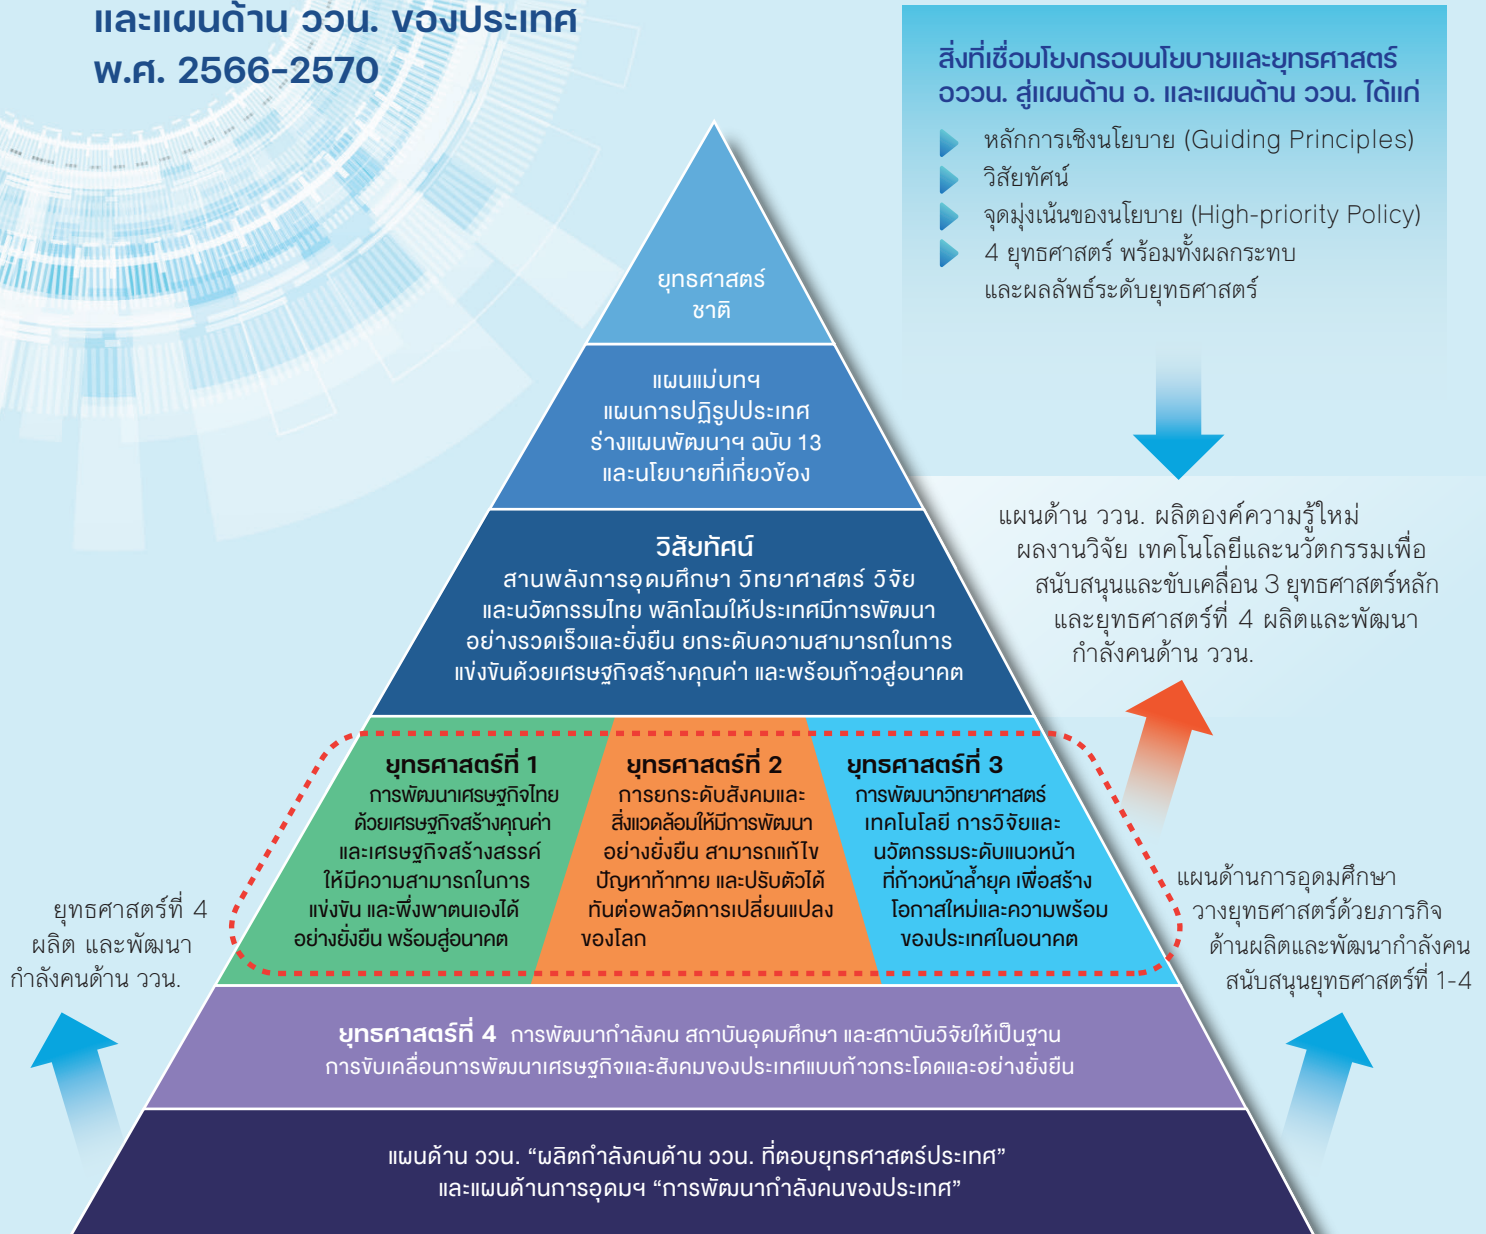 และแผนด้าน ววน. ของประเทศ
พ.ศ. 2566-2570
สิ่งที่เชื่อมโยงกรอบนโยบายและยุทธศาสตร์
อววน. สู่แผนด้าน อ. และแผนด้าน ววน. ได้แก่
หลักการเชิงนโยบาย (Guiding Principles)
วิสัยทัศน์
จุดมุ่งเน้นของนโยบาย (High-priority Policy)
4 ยุทธศาสตร์ พร้อมทั้งผลกระทบ
และผลลัพธ์ระดับยุทธศาสตร์
ยุทธศาสตร์
ชาติ
แผนแม่บทฯ
แผนการปฏิรูปประเทศ
ร่างแผนพัฒนาฯ ฉบับ 13
และนโยบายที่เกี่ยวข้อง
แผนด้าน ววน. ผลิตองค์ความรู้ใหม่
ผลงานวิจัย เทคโนโลยีและนวัตกรรมเพื่อ
สนับสนุนและขับเคลื่อน 3 ยุทธศาสตร์หลัก
และยุทธศาสตร์ที่ 4 ผลิตและพัฒนา
กำลังคนด้าน ววน.
วิสัยทัศน์
สานพลังการอุดมศึกษา วิทยาศาสตร์ วิจัย
และนวัตกรรมไทย พลิกโฉมให้ประเทศมีการพัฒนา
อย่างรวดเร็วและยั่งยืน ยกระดับความสามารถในการ
แข่งขันด้วยเศรษฐกิจสร้างคุณค่า และพร้อมก้าวสู่อนาคต
ยุทธศาสตร์ที่ 1
การพัฒนาเศรษฐกิจไทย
ด้วยเศรษฐกิจสร้างคุณค่า
และเศรษฐกิจสร้างสรรค์
ให้มีความสามารถในการ
แข่งขัน และพึ่งพาตนเองได้
อย่างยั่งยืน พร้อมสู่อนาคต
ยุทธศาสตร์ที่ 2
การยกระดับสังคมและ
สิ่งแวดล้อมให้มีการพัฒนา
อย่างยั่งยืน สามารถแก้ไข
ปัญหาท้าทาย และปรับตัวได้
ทันต่อพลวัตการเปลี่ยนแปลง
ของโลก
ยุทธศาสตร์ที่ 3
การพัฒนาวิทยาศาสตร์
เทคโนโลยี การวิจัยและ
นวัตกรรมระดับแนวหน้า
ที่ก้าวหน้าล้ำยุค เพื่อสร้าง
โอกาสใหม่และความพร้อม
ของประเทศในอนาคต
ยุทธศาสตร์ที่ 4
ผลิต และพัฒนา
กำลังคนด้าน ววน.
แผนด้านการอุดมศึกษา
วางยุทธศาสตร์ด้วยภารกิจ
ด้านผลิตและพัฒนากำลังคน
สนับสนุนยุทธศาสตร์ที่ 1-4
ยุทธศาสตร์ที่ 4 การพัฒนากำลังคน สถาบันอุดมศึกษา และสถาบันวิจัยให้เป็นฐาน
การขับเคลื่อนการพัฒนาเศรษฐกิจและสังคมของประเทศแบบก้าวกระโดดและอย่างยั่งยืน
แผนด้าน ววน. “ผลิตกำลังคนด้าน ววน. ที่ตอบยุทธศาสตร์ประเทศ”
และแผนด้านการอุดมฯ “การพัฒนากำลังคนของประเทศ”